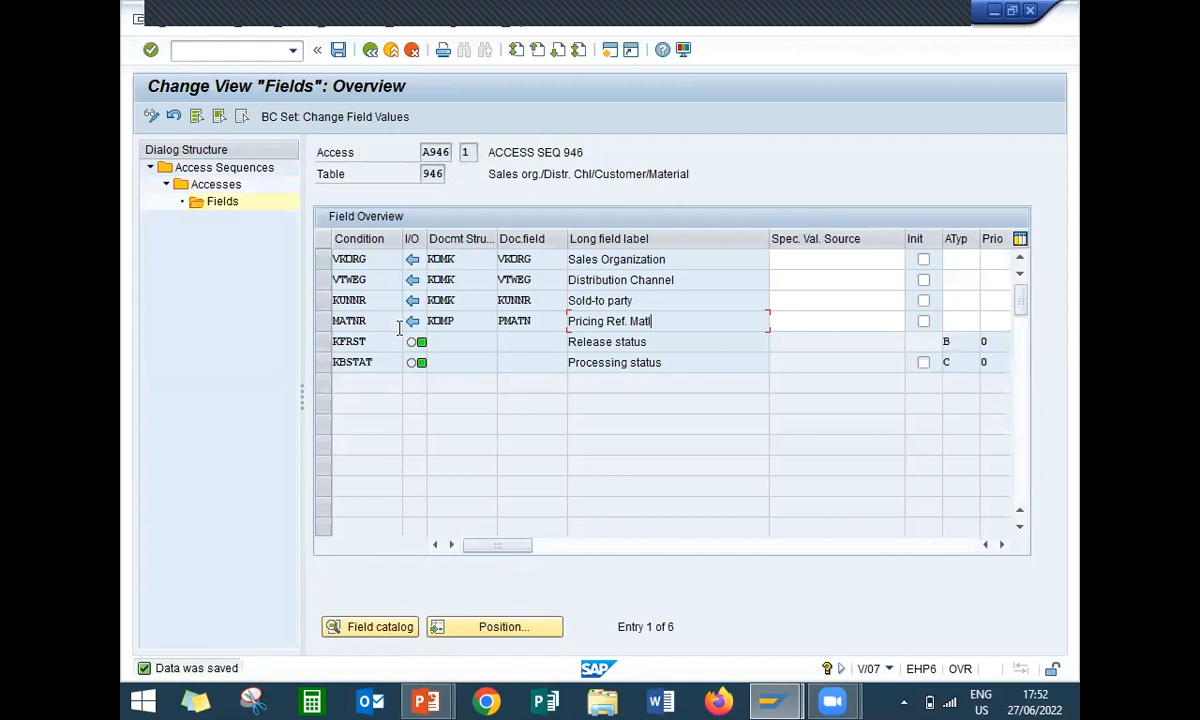 Change View "Fields": Overview
BC Set: Change Field Values
Dialog Structure
Access Sequences
Accesses
Fields
Access A946 1 ACCESS SEQ 946
Table 946 Sales org./Distr. Chl/Customer/Material
Field Overview
Condition I/O Docmt Stru... Doc.field Long field label Spec. Val. Source Init ATyp Prio
VKORG KOMK VKORG Sales Organization
VTWEG KOMK VTWEG Distribution Channel
KUNNR KOMK KUNNR Sold-to party
MATNR KOMP PMATN Pricing Ref. Matl
KFRST Release status B 0
KBSTAT Processing status C 0
Field catalog Position... Entry 1 of 6
Data was saved SAP V/07 EHP6 OVR
ENG 17:52
US 27/06/2022